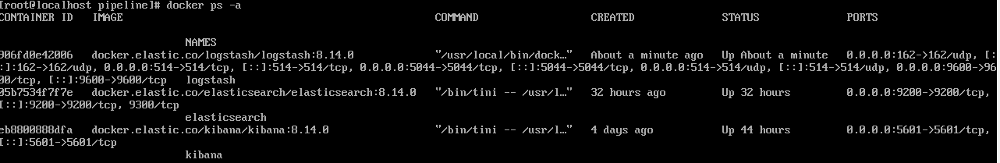 [root@localhost pipeline]# docker ps -a
CONTAINER ID   IMAGE                                                 COMMAND                  CREATED              STATUS              PORTS
NAMES
906fd0e42006   docker.elastic.co/logstash/logstash:8.14.0            "/usr/local/bin/dock…"   About a minute ago   Up About a minute   0.0.0.0:162->162/udp, [:
:]:162->162/udp, 0.0.0.0:514->514/tcp, [::]:514->514/tcp, 0.0.0.0:5044->5044/tcp, [::]:5044->5044/tcp, 0.0.0.0:514->514/udp, [::]:514->514/udp, 0.0.0.0:9600->96
00/tcp, [::]:9600->9600/tcp   logstash
05b7534f7f7e   docker.elastic.co/elasticsearch/elasticsearch:8.14.0   "/bin/tini -- /usr/l…"   32 hours ago         Up 32 hours         0.0.0.0:9200->9200/tcp,
[::]:9200->9200/tcp, 9300/tcp
elasticsearch
eb8800888dfa   docker.elastic.co/kibana/kibana:8.14.0                "/bin/tini -- /usr/l…"   4 days ago           Up 44 hours         0.0.0.0:5601->5601/tcp,
[::]:5601->5601/tcp
kibana